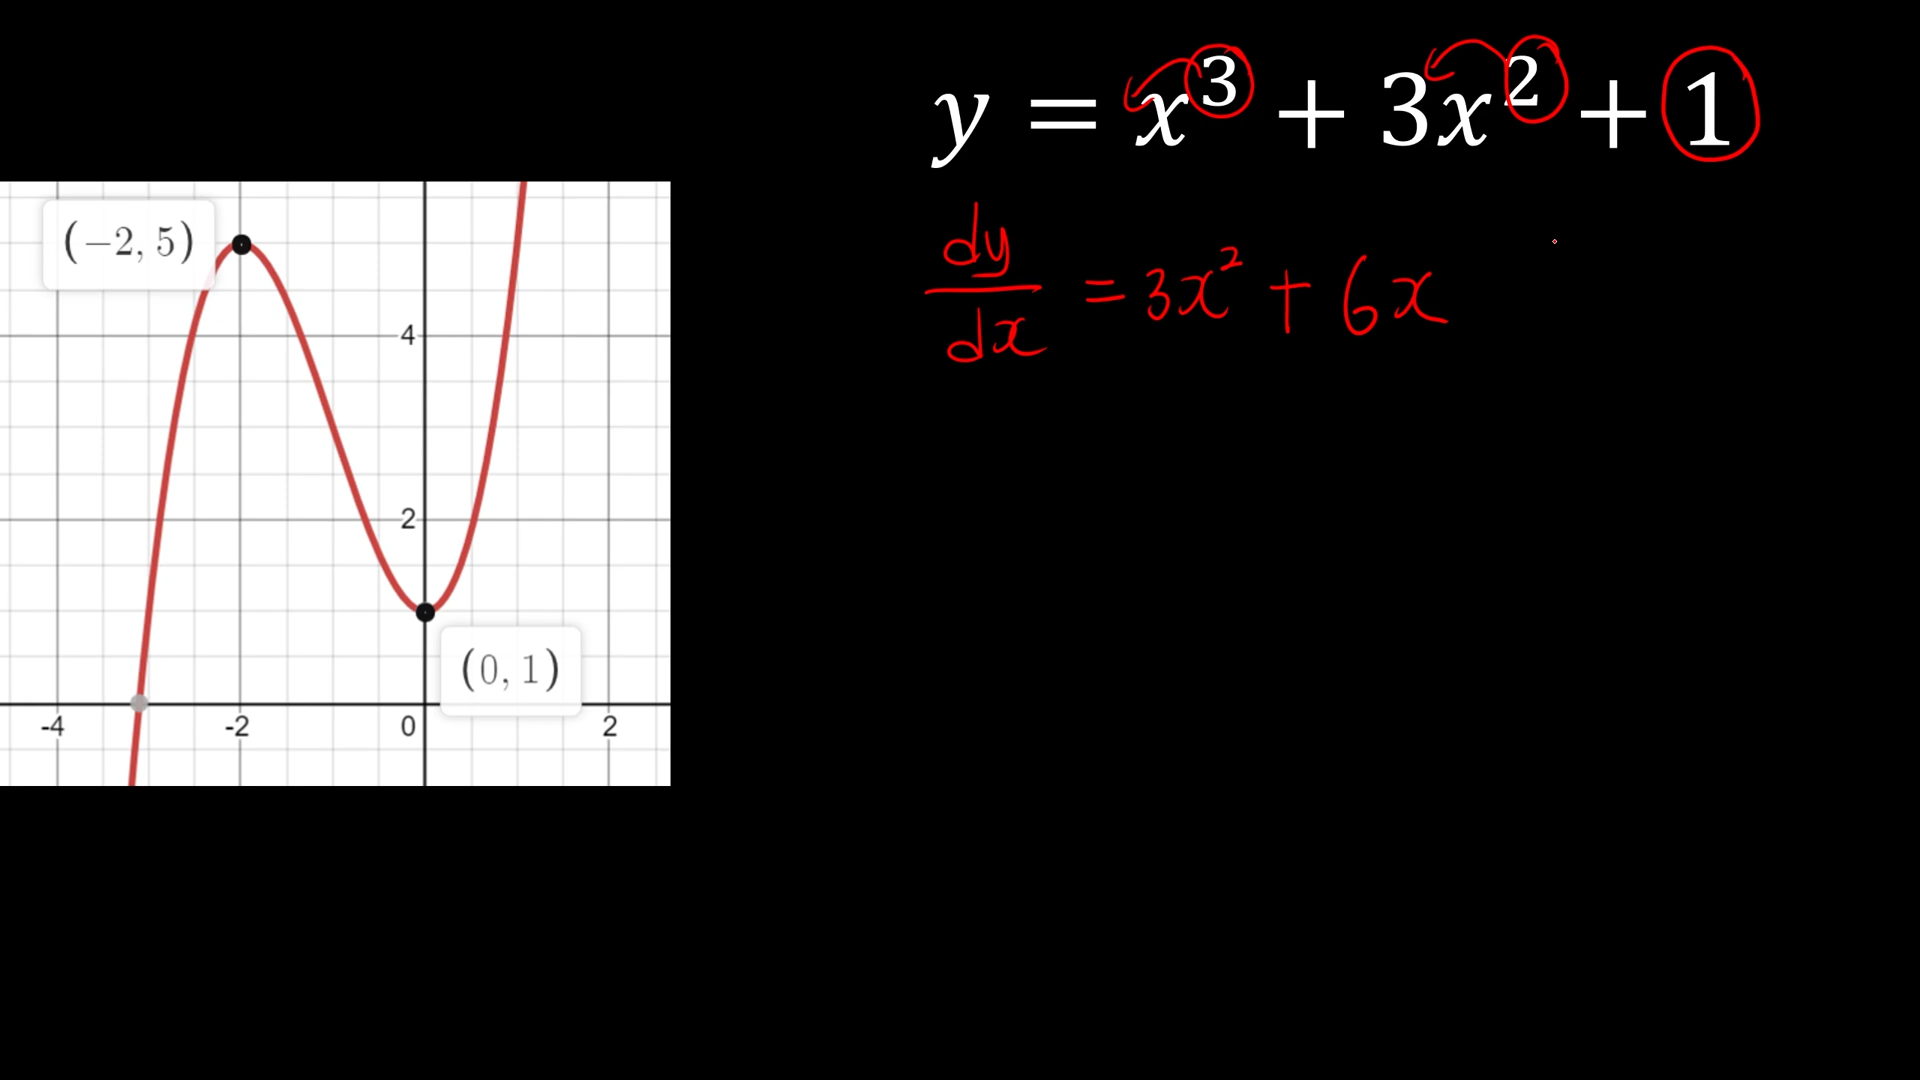 y = x³ + 3x² + 1
dy/dx = 3x² + 6x
(−2, 5)
4
2
(0, 1)
-4 -2 0 2